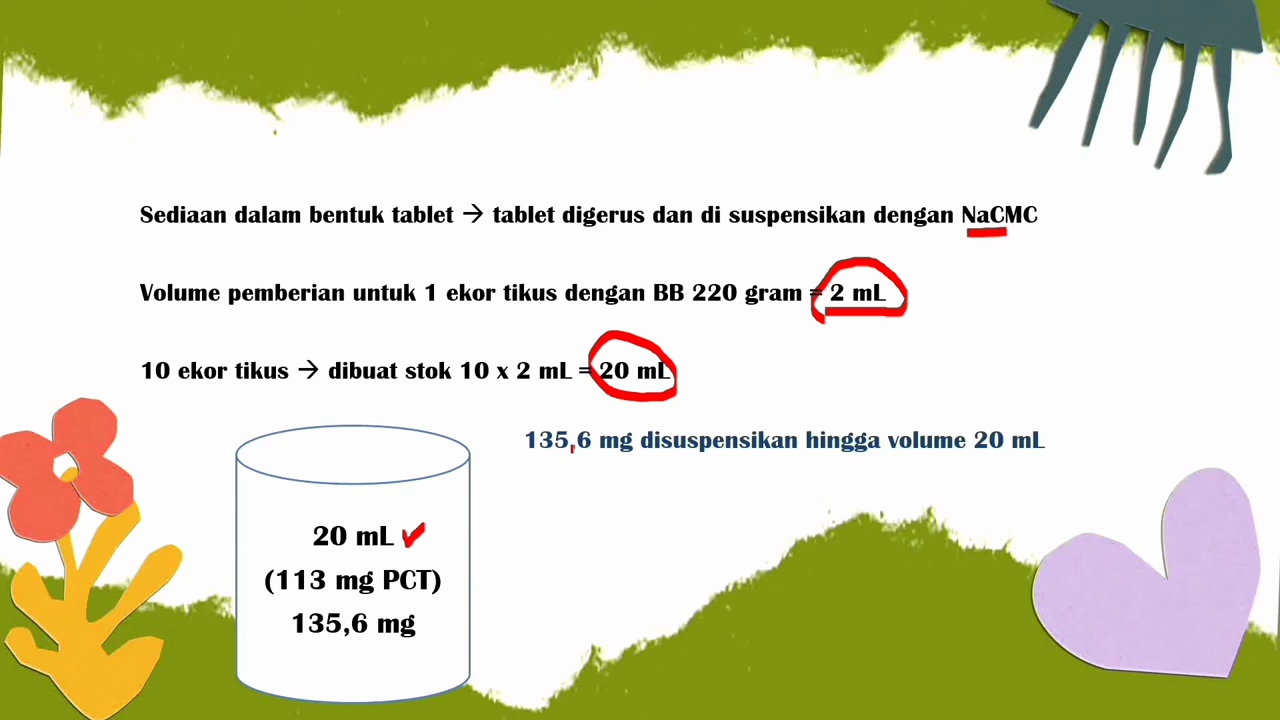 Sediaan dalam bentuk tablet → tablet digerus dan di suspensikan dengan NaCMC
Volume pemberian untuk 1 ekor tikus dengan BB 220 gram = 2 mL
10 ekor tikus → dibuat stok 10 x 2 mL = 20 mL
135,6 mg disuspensikan hingga volume 20 mL
20 mL
(113 mg PCT)
135,6 mg